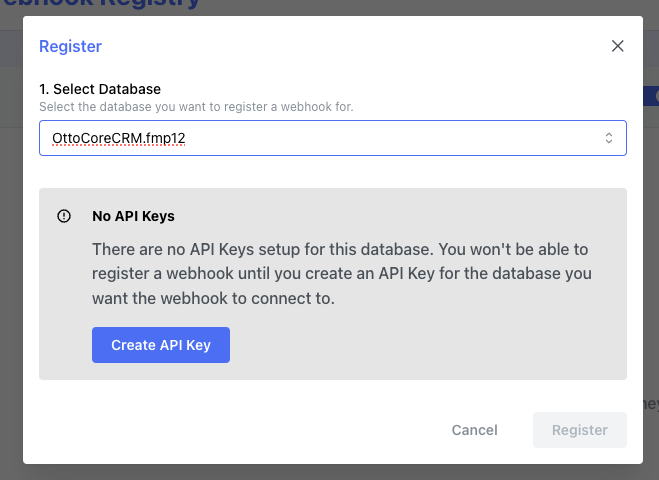 ebhook Registry
Register
1. Select Database
Select the database you want to register a webhook for.
OttoCoreCRM.fmp12
No API Keys
There are no API Keys setup for this database. You won't be able to
register a webhook until you create an API Key for the database you
want the webhook to connect to.
Create API Key
Cancel
Register